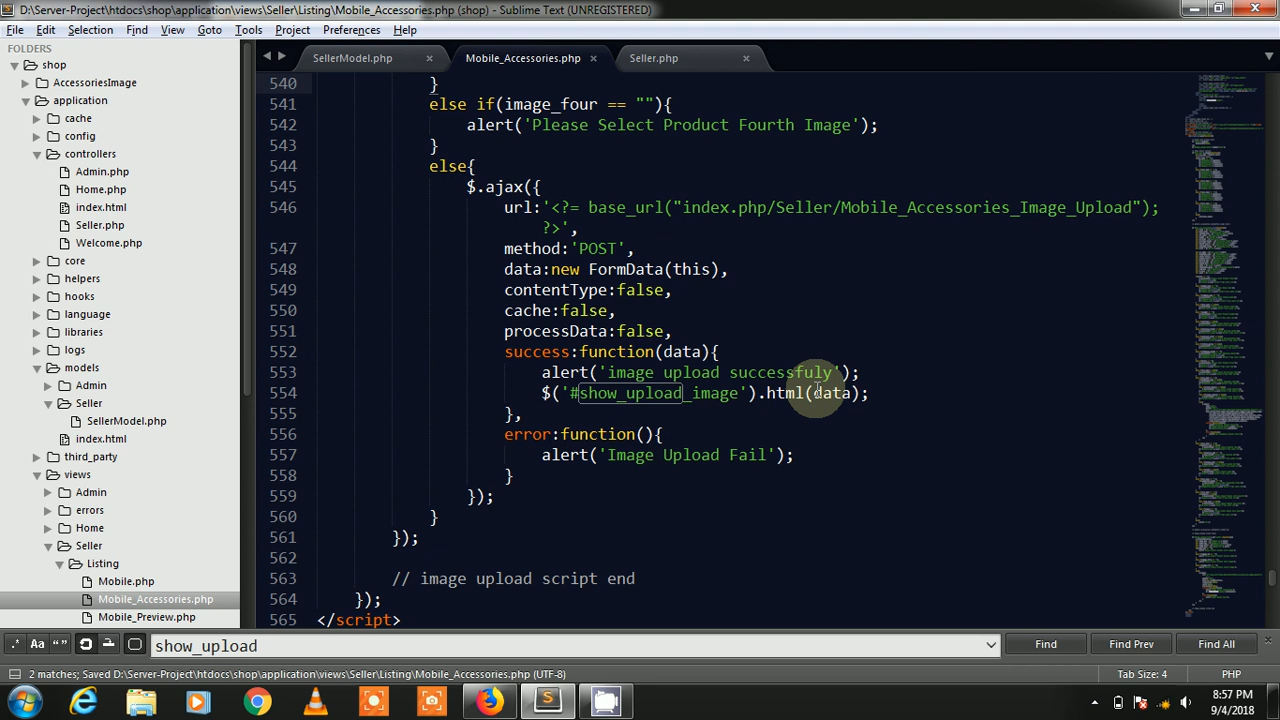 D:\Server-Project\htdocs\shop\application\views\Seller\Listing\Mobile_Accessories.php (shop) - Sublime Text (UNREGISTERED)
File Edit Selection Find View Goto Tools Project Preferences Help
FOLDERS
shop
AccessoriesImage
application
cache
config
controllers
Admin.php
Home.php
index.html
Seller.php
Welcome.php
core
helpers
hooks
language
libraries
logs
models
Admin
Seller
SellerModel.php
index.html
third_party
views
Admin
errors
Home
Seller
Listing
Mobile.php
Mobile_Accessories.php
Mobile_Preview.php
SellerModel.php × Mobile_Accessories.php × Seller.php ×
540 }
541 else if(image_four == ""){
542 alert('Please Select Product Fourth Image');
543 }
544 else{
545 $.ajax({
546 url:'<?= base_url("index.php/Seller/Mobile_Accessories_Image_Upload");
?>',
547 method:'POST',
548 data:new FormData(this),
549 contentType:false,
550 cache:false,
551 processData:false,
552 success:function(data){
553 alert('image upload successfuly');
554 $('#show_upload_image').html(data);
555 },
556 error:function(){
557 alert('Image Upload Fail');
558 }
559 });
560 }
561 });
562
563 // image upload script end
564 });
565 </script>
.* Aa “ ” show_upload Find Find Prev Find All
2 matches; Saved D:\Server-Project\htdocs\shop\application\views\Seller\Listing\Mobile_Accessories.php (UTF-8) Tab Size: 4 PHP
8:57 PM
9/4/2018